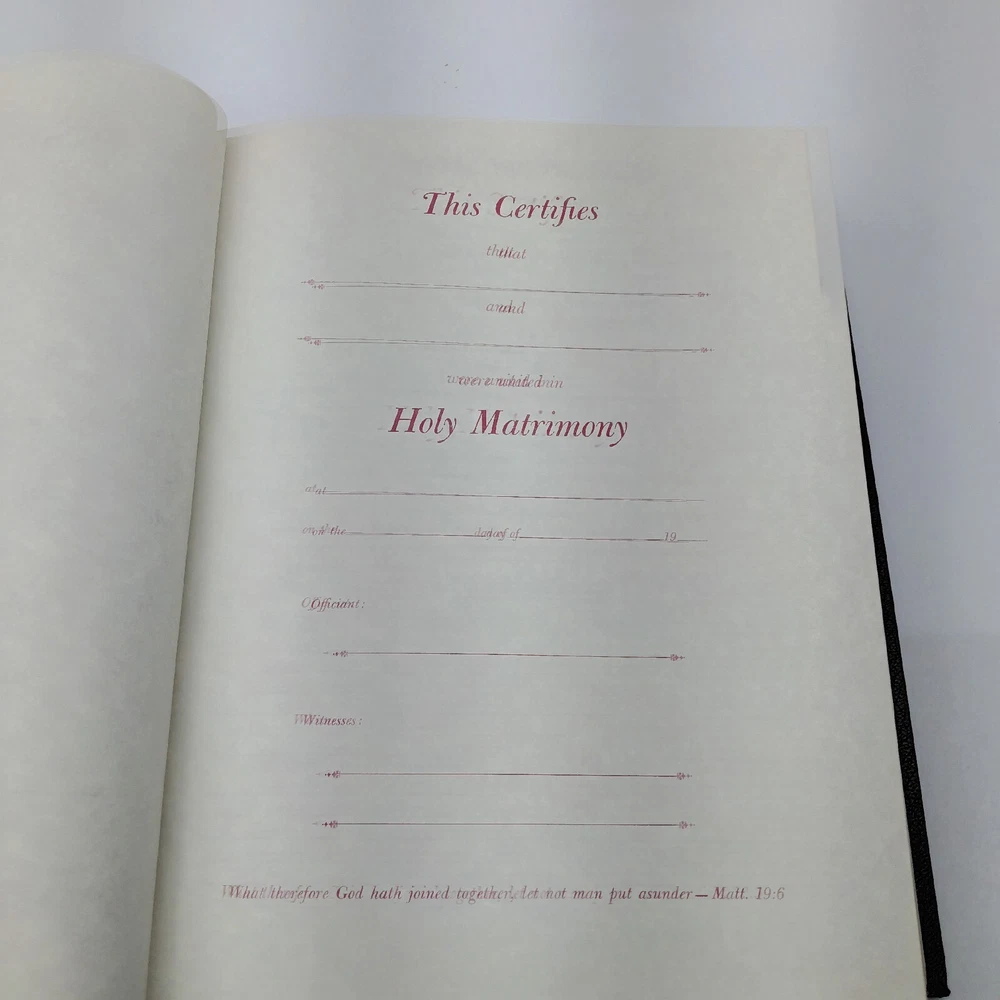 This Certifies
that
and
were united in
Holy Matrimony
at
on the day of 19
Officiant:
Witnesses:
What therefore God hath joined together, let not man put asunder — Matt. 19:6